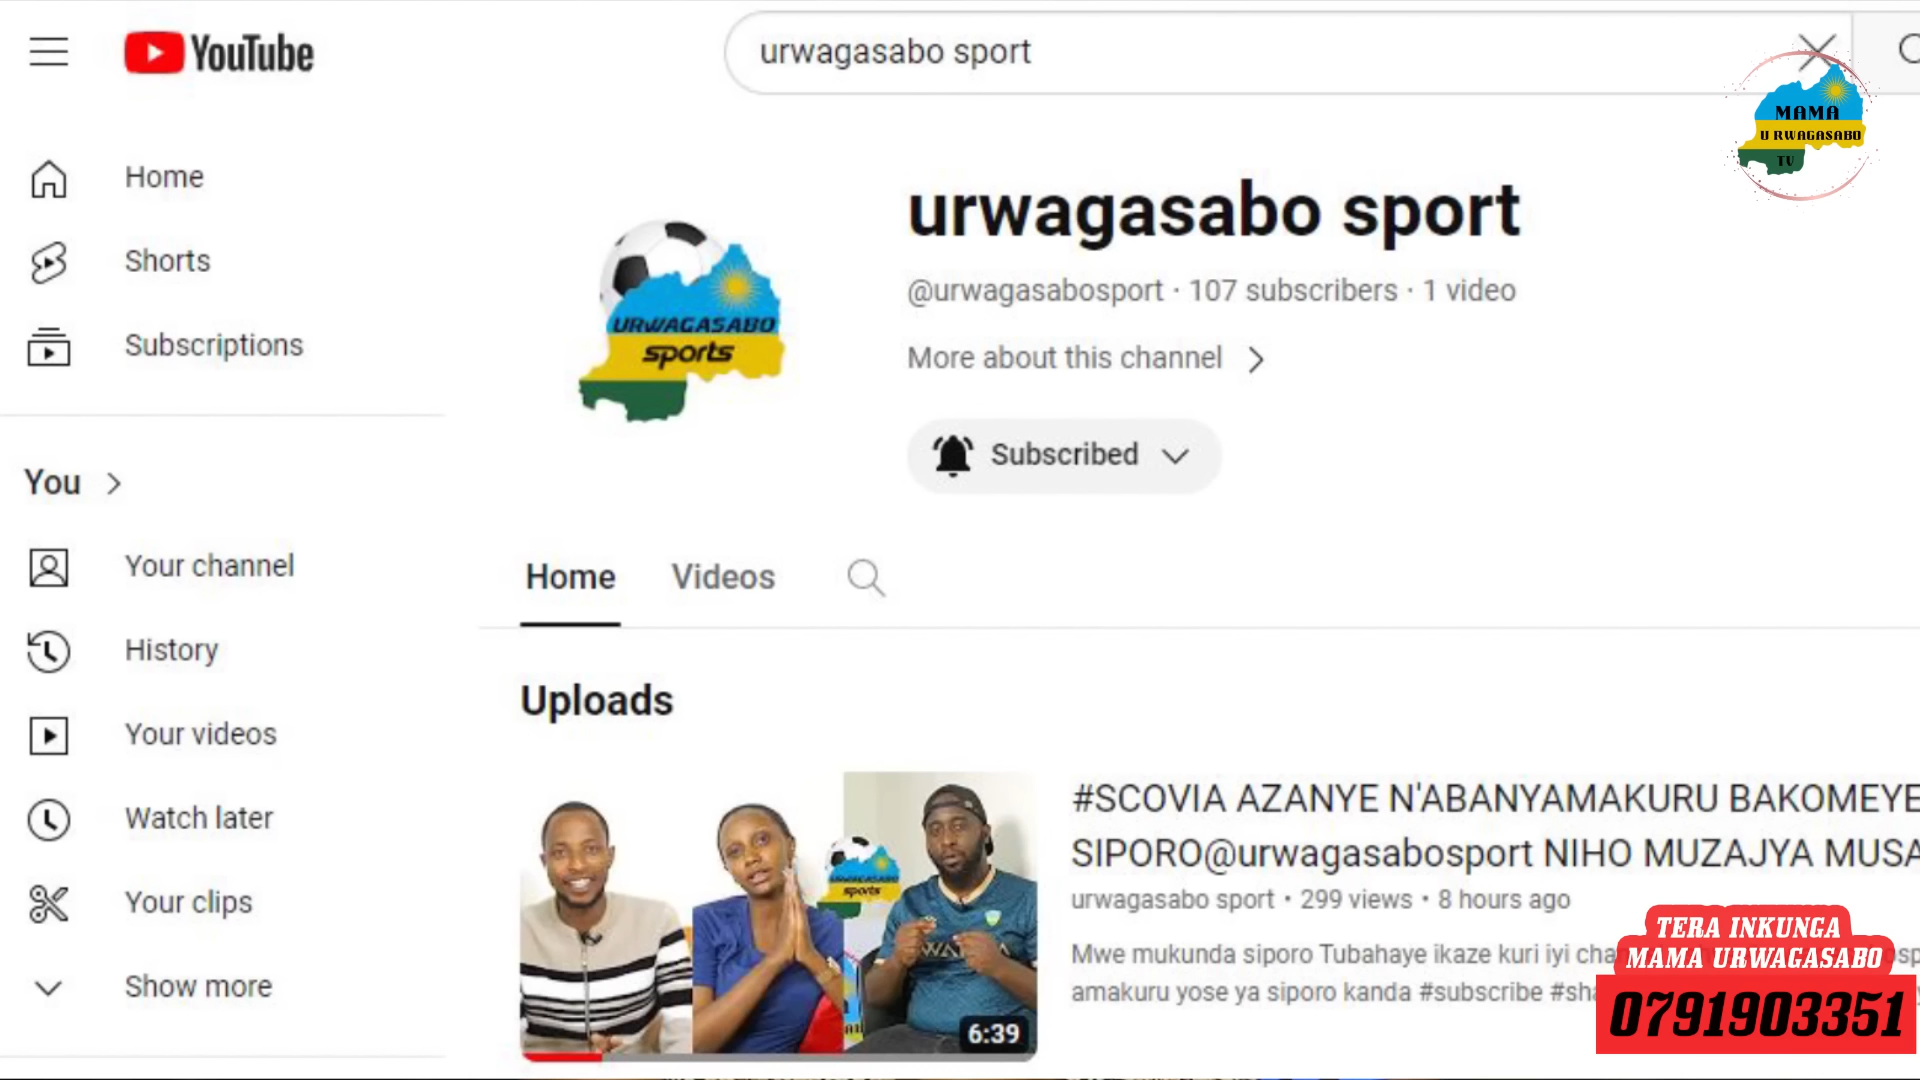 YouTube
urwagasabo sport
MAMA
U RWAGASABO
TV
Home
Shorts
Subscriptions
You
Your channel
History
Your videos
Watch later
Your clips
Show more
URWAGASABO
sports
urwagasabo sport
@urwagasabosport · 107 subscribers · 1 video
More about this channel
Subscribed
Home Videos
Uploads
URWAGASABO
sports
6:39
#SCOVIA AZANYE N'ABANYAMAKURU BAKOMEYE
SIPORO@urwagasabosport NIHO MUZAJYA MUSA
urwagasabo sport • 299 views • 8 hours ago
Mwe mukunda siporo Tubahaye ikaze kuri iyi cha
amakuru yose ya siporo kanda #subscribe #sha
TERA INKUNGA
MAMA URWAGASABO
0791903351